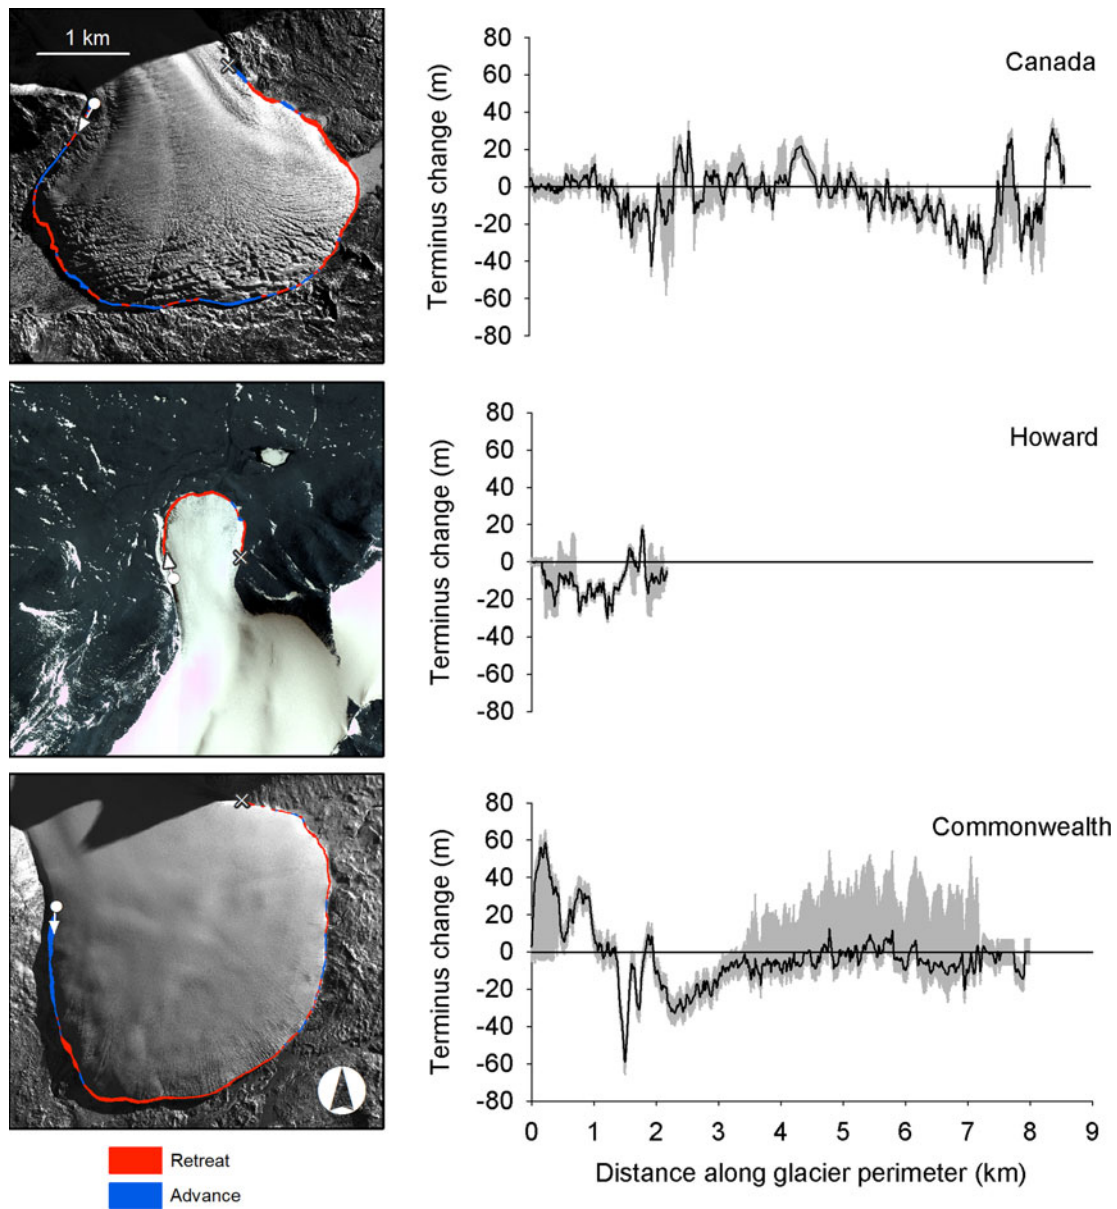 1 km
Canada
Terminus change (m)
80
60
40
20
0
-20
-40
-60
-80
Howard
Terminus change (m)
80
60
40
20
0
-20
-40
-60
-80
Commonwealth
Terminus change (m)
80
60
40
20
0
-20
-40
-60
-80
0 1 2 3 4 5 6 7 8 9
Distance along glacier perimeter (km)
Retreat
Advance